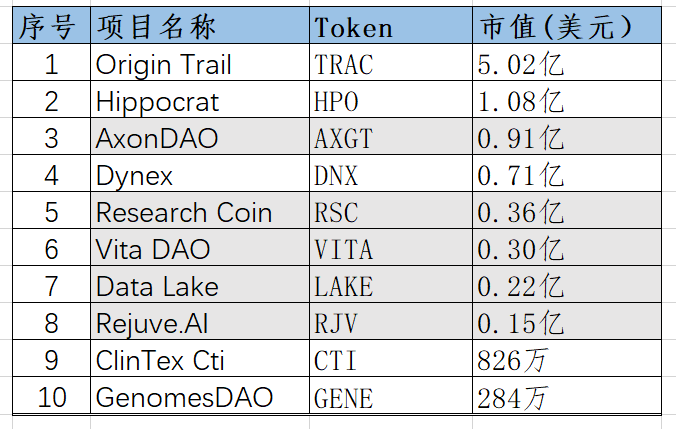 序号 项目名称 Token 市值(美元）
1 Origin Trail TRAC 5.02亿
2 Hippocrat HPO 1.08亿
3 AxonDAO AXGT 0.91亿
4 Dynex DNX 0.71亿
5 Research Coin RSC 0.36亿
6 Vita DAO VITA 0.30亿
7 Data Lake LAKE 0.22亿
8 Rejuve.AI RJV 0.15亿
9 ClinTex Cti CTI 826万
10 GenomesDAO GENE 284万